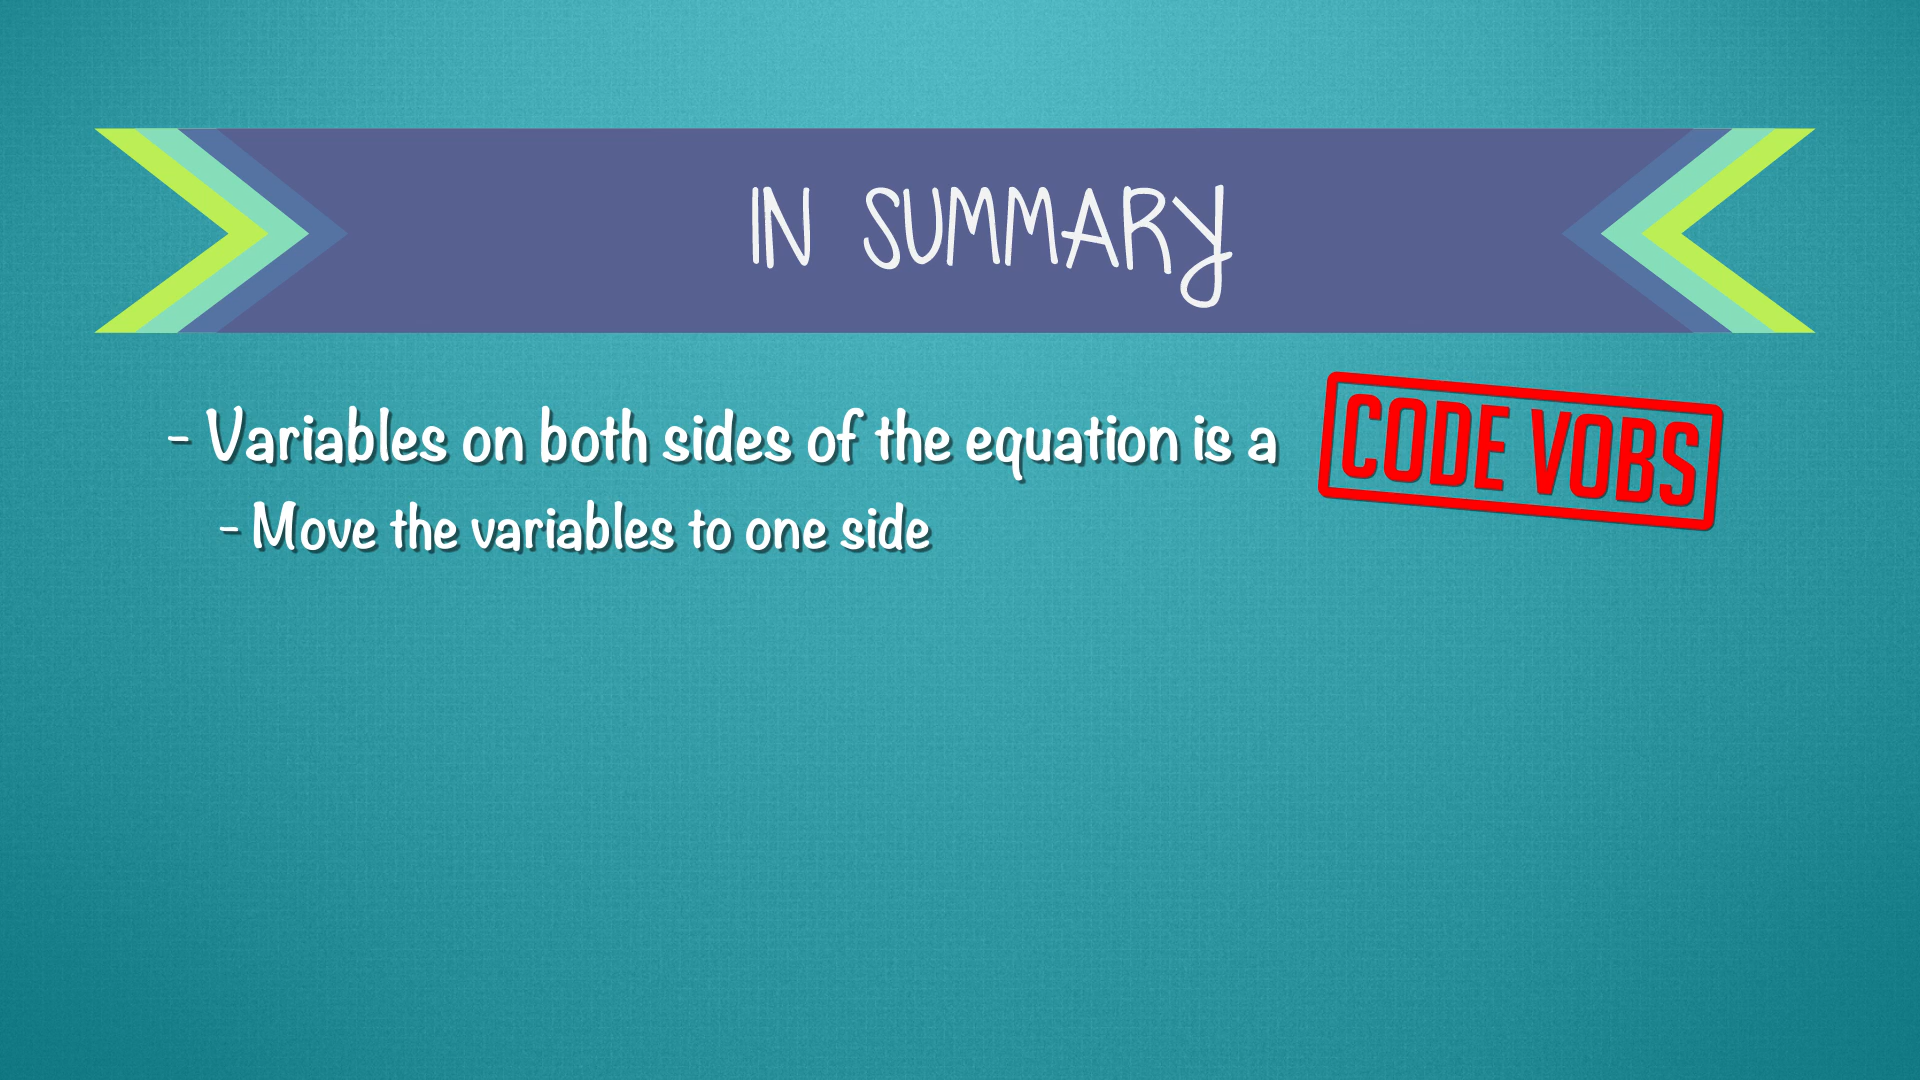 IN SUMMARY
- Variables on both sides of the equation is a CODE VOBS
- Move the variables to one side